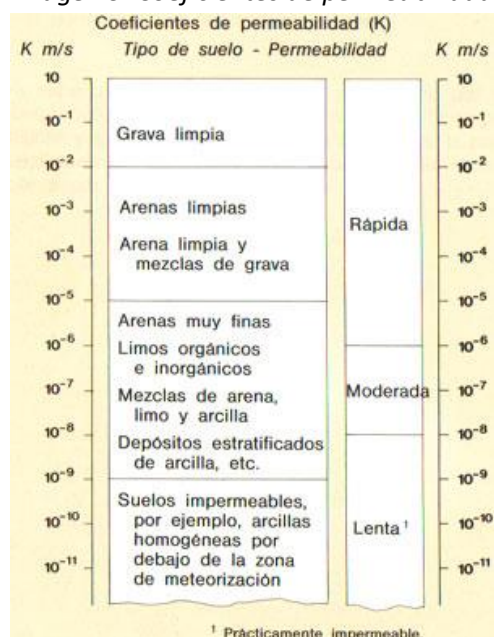 Coeficientes de permeabilidad (K)
K m/s Tipo de suelo - Permeabilidad K m/s
10 10
10⁻¹ 10⁻¹
Grava limpia
10⁻² 10⁻²
Arenas limpias
10⁻³ 10⁻³
Rápida
Arena limpia y
mezclas de grava
10⁻⁴ 10⁻⁴
10⁻⁵ 10⁻⁵
Arenas muy finas
10⁻⁶ 10⁻⁶
Limos orgánicos
e inorgánicos
10⁻⁷ Moderada 10⁻⁷
Mezclas de arena,
limo y arcilla
10⁻⁸ 10⁻⁸
Depósitos estratificados
de arcilla, etc.
10⁻⁹ 10⁻⁹
Suelos impermeables,
por ejemplo, arcillas
10⁻¹⁰ 10⁻¹⁰
homogéneas por
Lenta ¹
debajo de la zona
de meteorización
10⁻¹¹ 10⁻¹¹
¹ Prácticamente impermeable